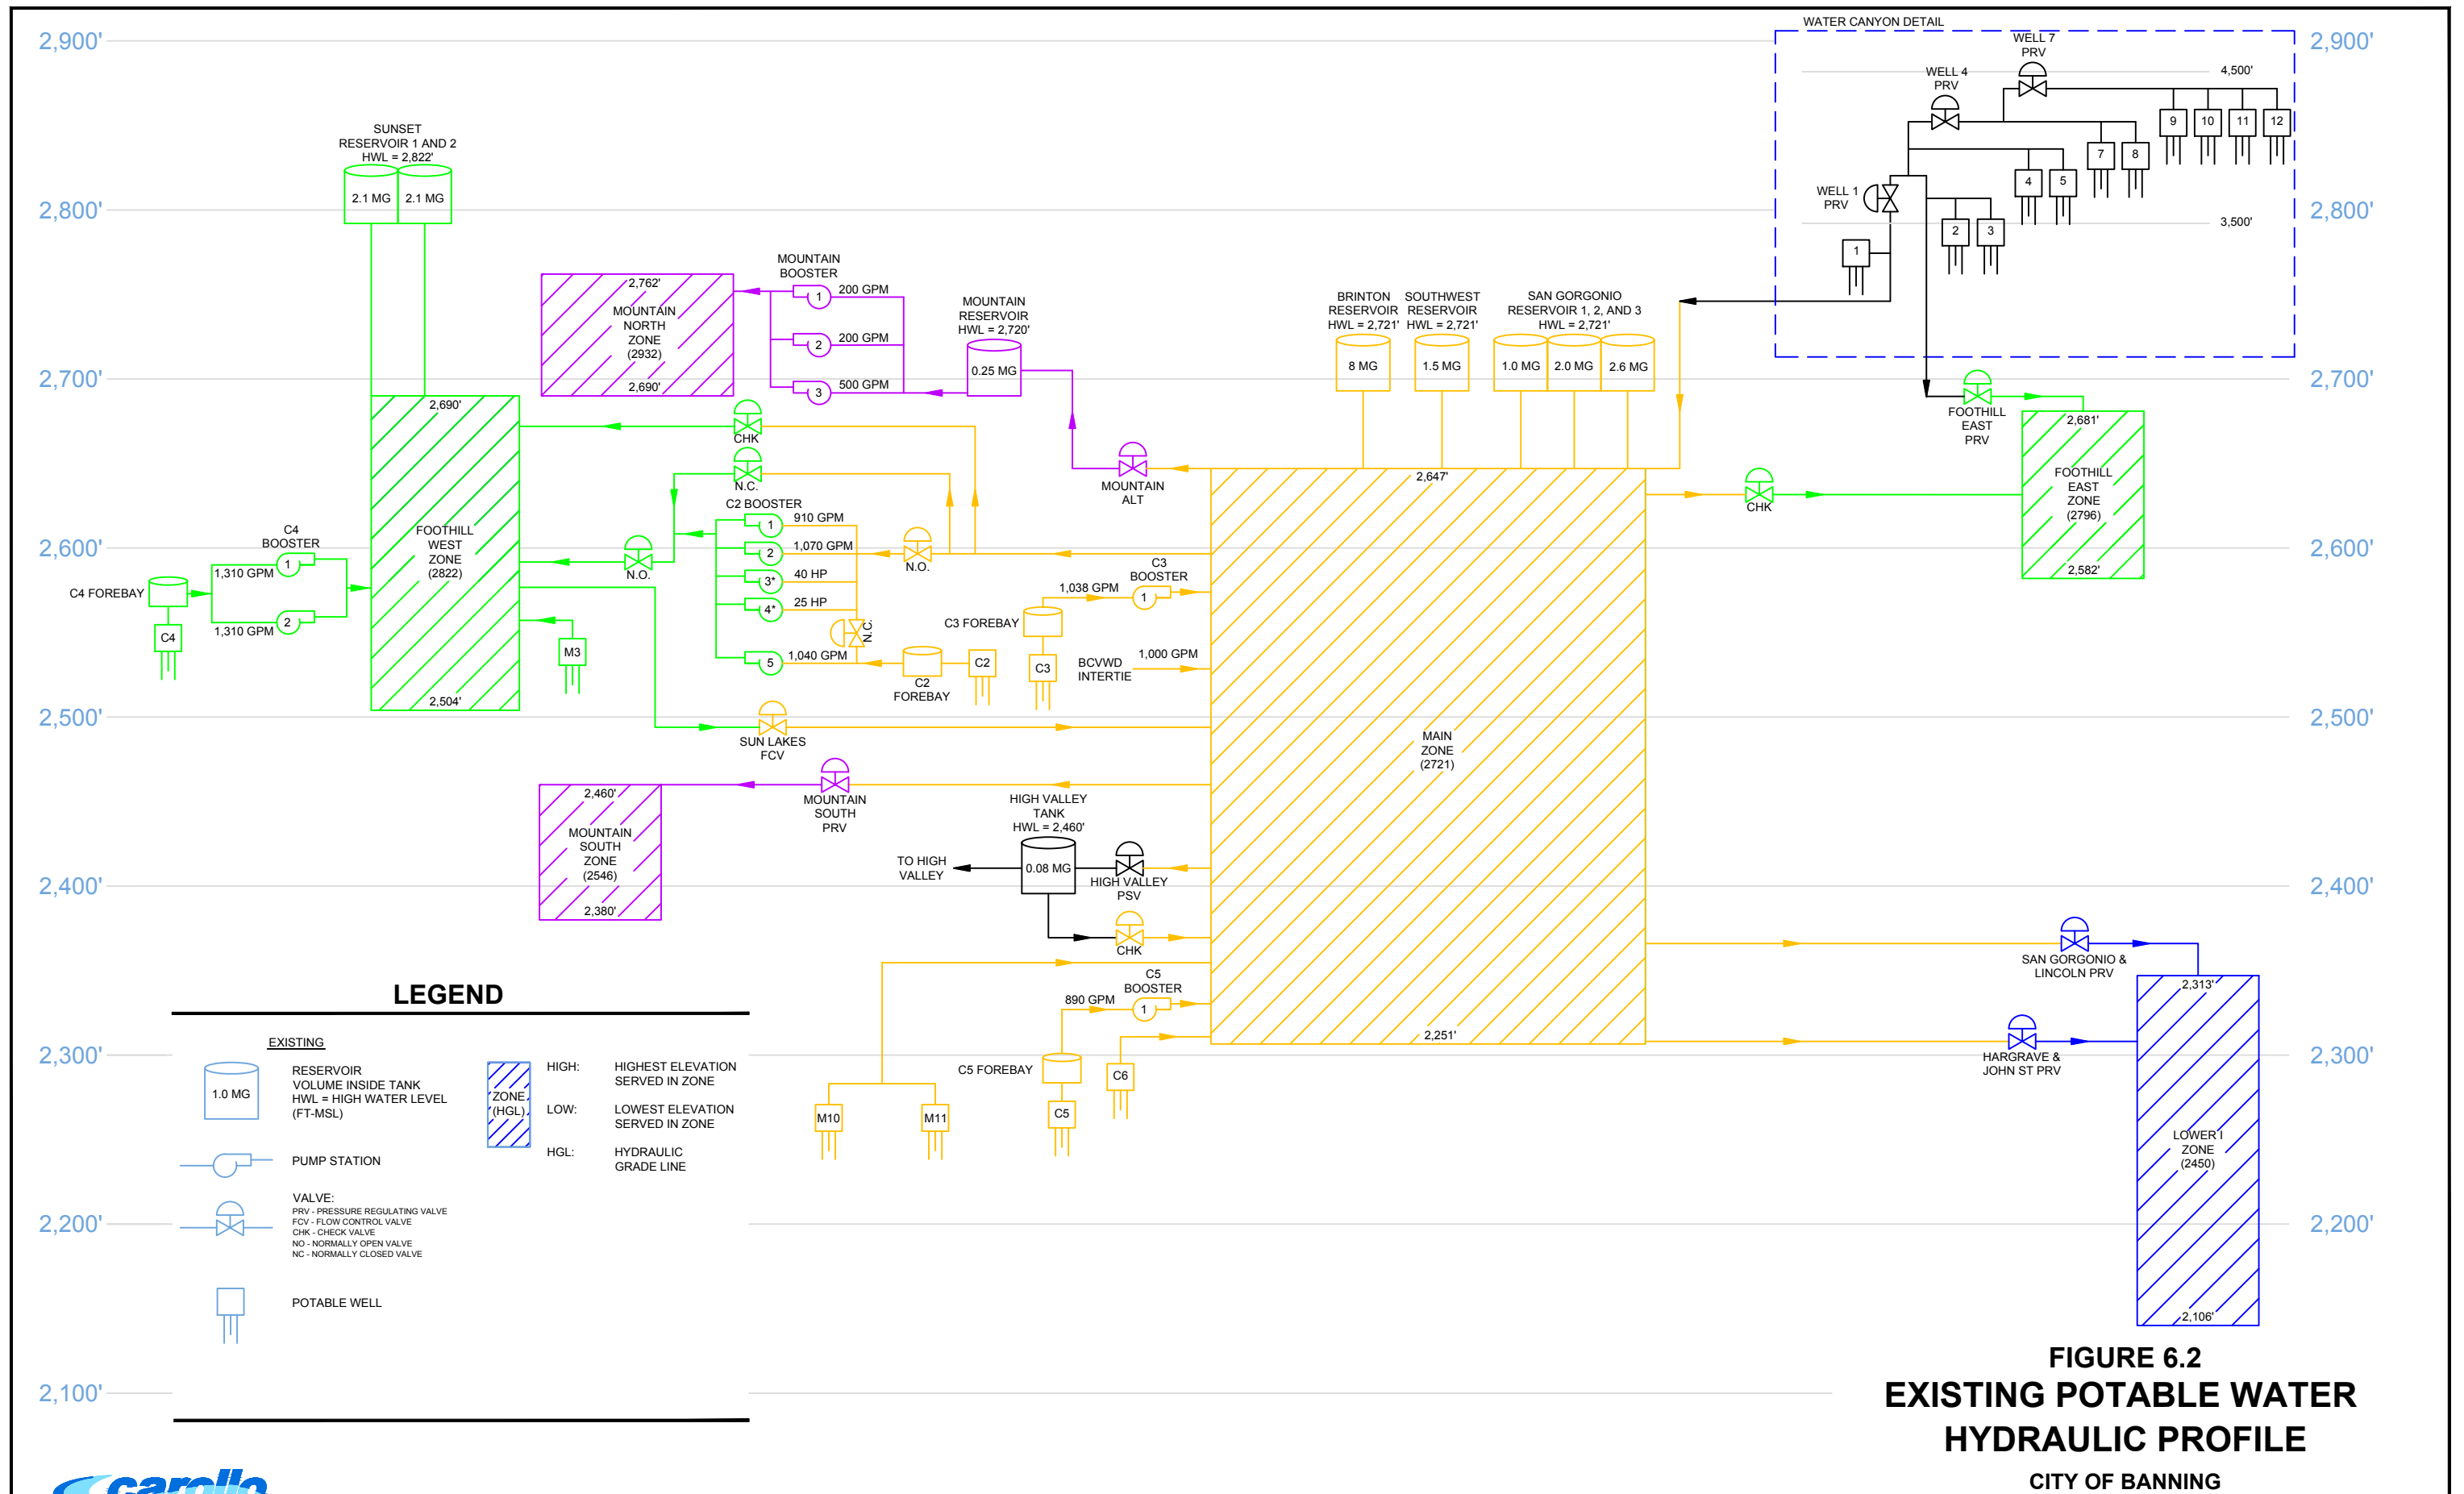 WATER CANYON DETAIL
2,900'
2,900'
WELL 7
PRV
WELL 4
PRV
4,500'
9
10
11
12
7
8
4
5
WELL 1
PRV
3,500'
2
3
1
SUNSET
RESERVOIR 1 AND 2
HWL = 2,822'
2.1 MG
2.1 MG
2,800'
2,800'
2,762'
MOUNTAIN
NORTH
ZONE
(2932)
2,690'
MOUNTAIN
BOOSTER
1
200 GPM
2
200 GPM
3
500 GPM
MOUNTAIN
RESERVOIR
HWL = 2,720'
0.25 MG
BRINTON
RESERVOIR
HWL = 2,721'
8 MG
SOUTHWEST
RESERVOIR
HWL = 2,721'
1.5 MG
SAN GORGONIO
RESERVOIR 1, 2, AND 3
HWL = 2,721'
1.0 MG
2.0 MG
2.6 MG
2,700'
2,700'
FOOTHILL
EAST
PRV
2,681'
FOOTHILL
EAST
ZONE
(2796)
2,582'
CHK
2,690'
FOOTHILL
WEST
ZONE
(2822)
2,504'
CHK
N.C.
MOUNTAIN
ALT
2,647'
C2 BOOSTER
1
910 GPM
2
1,070 GPM
3*
40 HP
4*
25 HP
5
1,040 GPM
N.O.
N.O.
N.C.
C4
BOOSTER
1
1,310 GPM
2
1,310 GPM
2,600'
2,600'
C4 FOREBAY
C4
M3
C2
FOREBAY
C2
C3
BOOSTER
1,038 GPM
1
C3 FOREBAY
C3
BCVWD
INTERTIE
1,000 GPM
2,500'
2,500'
SUN LAKES
FCV
MAIN
ZONE
(2721)
2,460'
MOUNTAIN
SOUTH
ZONE
(2546)
2,380'
MOUNTAIN
SOUTH
PRV
HIGH VALLEY
TANK
HWL = 2,460'
0.08 MG
TO HIGH
VALLEY
HIGH VALLEY
PSV
2,400'
2,400'
CHK
SAN GORGONIO &
LINCOLN PRV
C5
BOOSTER
890 GPM
1
2,251'
C5 FOREBAY
C5
C6
M10
M11
2,300'
2,300'
HARGRAVE &
JOHN ST PRV
2,313'
LOWER I
ZONE
(2450)
2,106'
LEGEND
EXISTING
1.0 MG
RESERVOIR
VOLUME INSIDE TANK
HWL = HIGH WATER LEVEL
(FT-MSL)
PUMP STATION
VALVE:
PRV - PRESSURE REGULATING VALVE
FCV - FLOW CONTROL VALVE
CHK - CHECK VALVE
NO - NORMALLY OPEN VALVE
NC - NORMALLY CLOSED VALVE
POTABLE WELL
ZONE
(HGL)
HIGH: HIGHEST ELEVATION
SERVED IN ZONE
LOW: LOWEST ELEVATION
SERVED IN ZONE
HGL: HYDRAULIC
GRADE LINE
2,200'
2,200'
2,100'
FIGURE 6.2
EXISTING POTABLE WATER
HYDRAULIC PROFILE
CITY OF BANNING
carollo